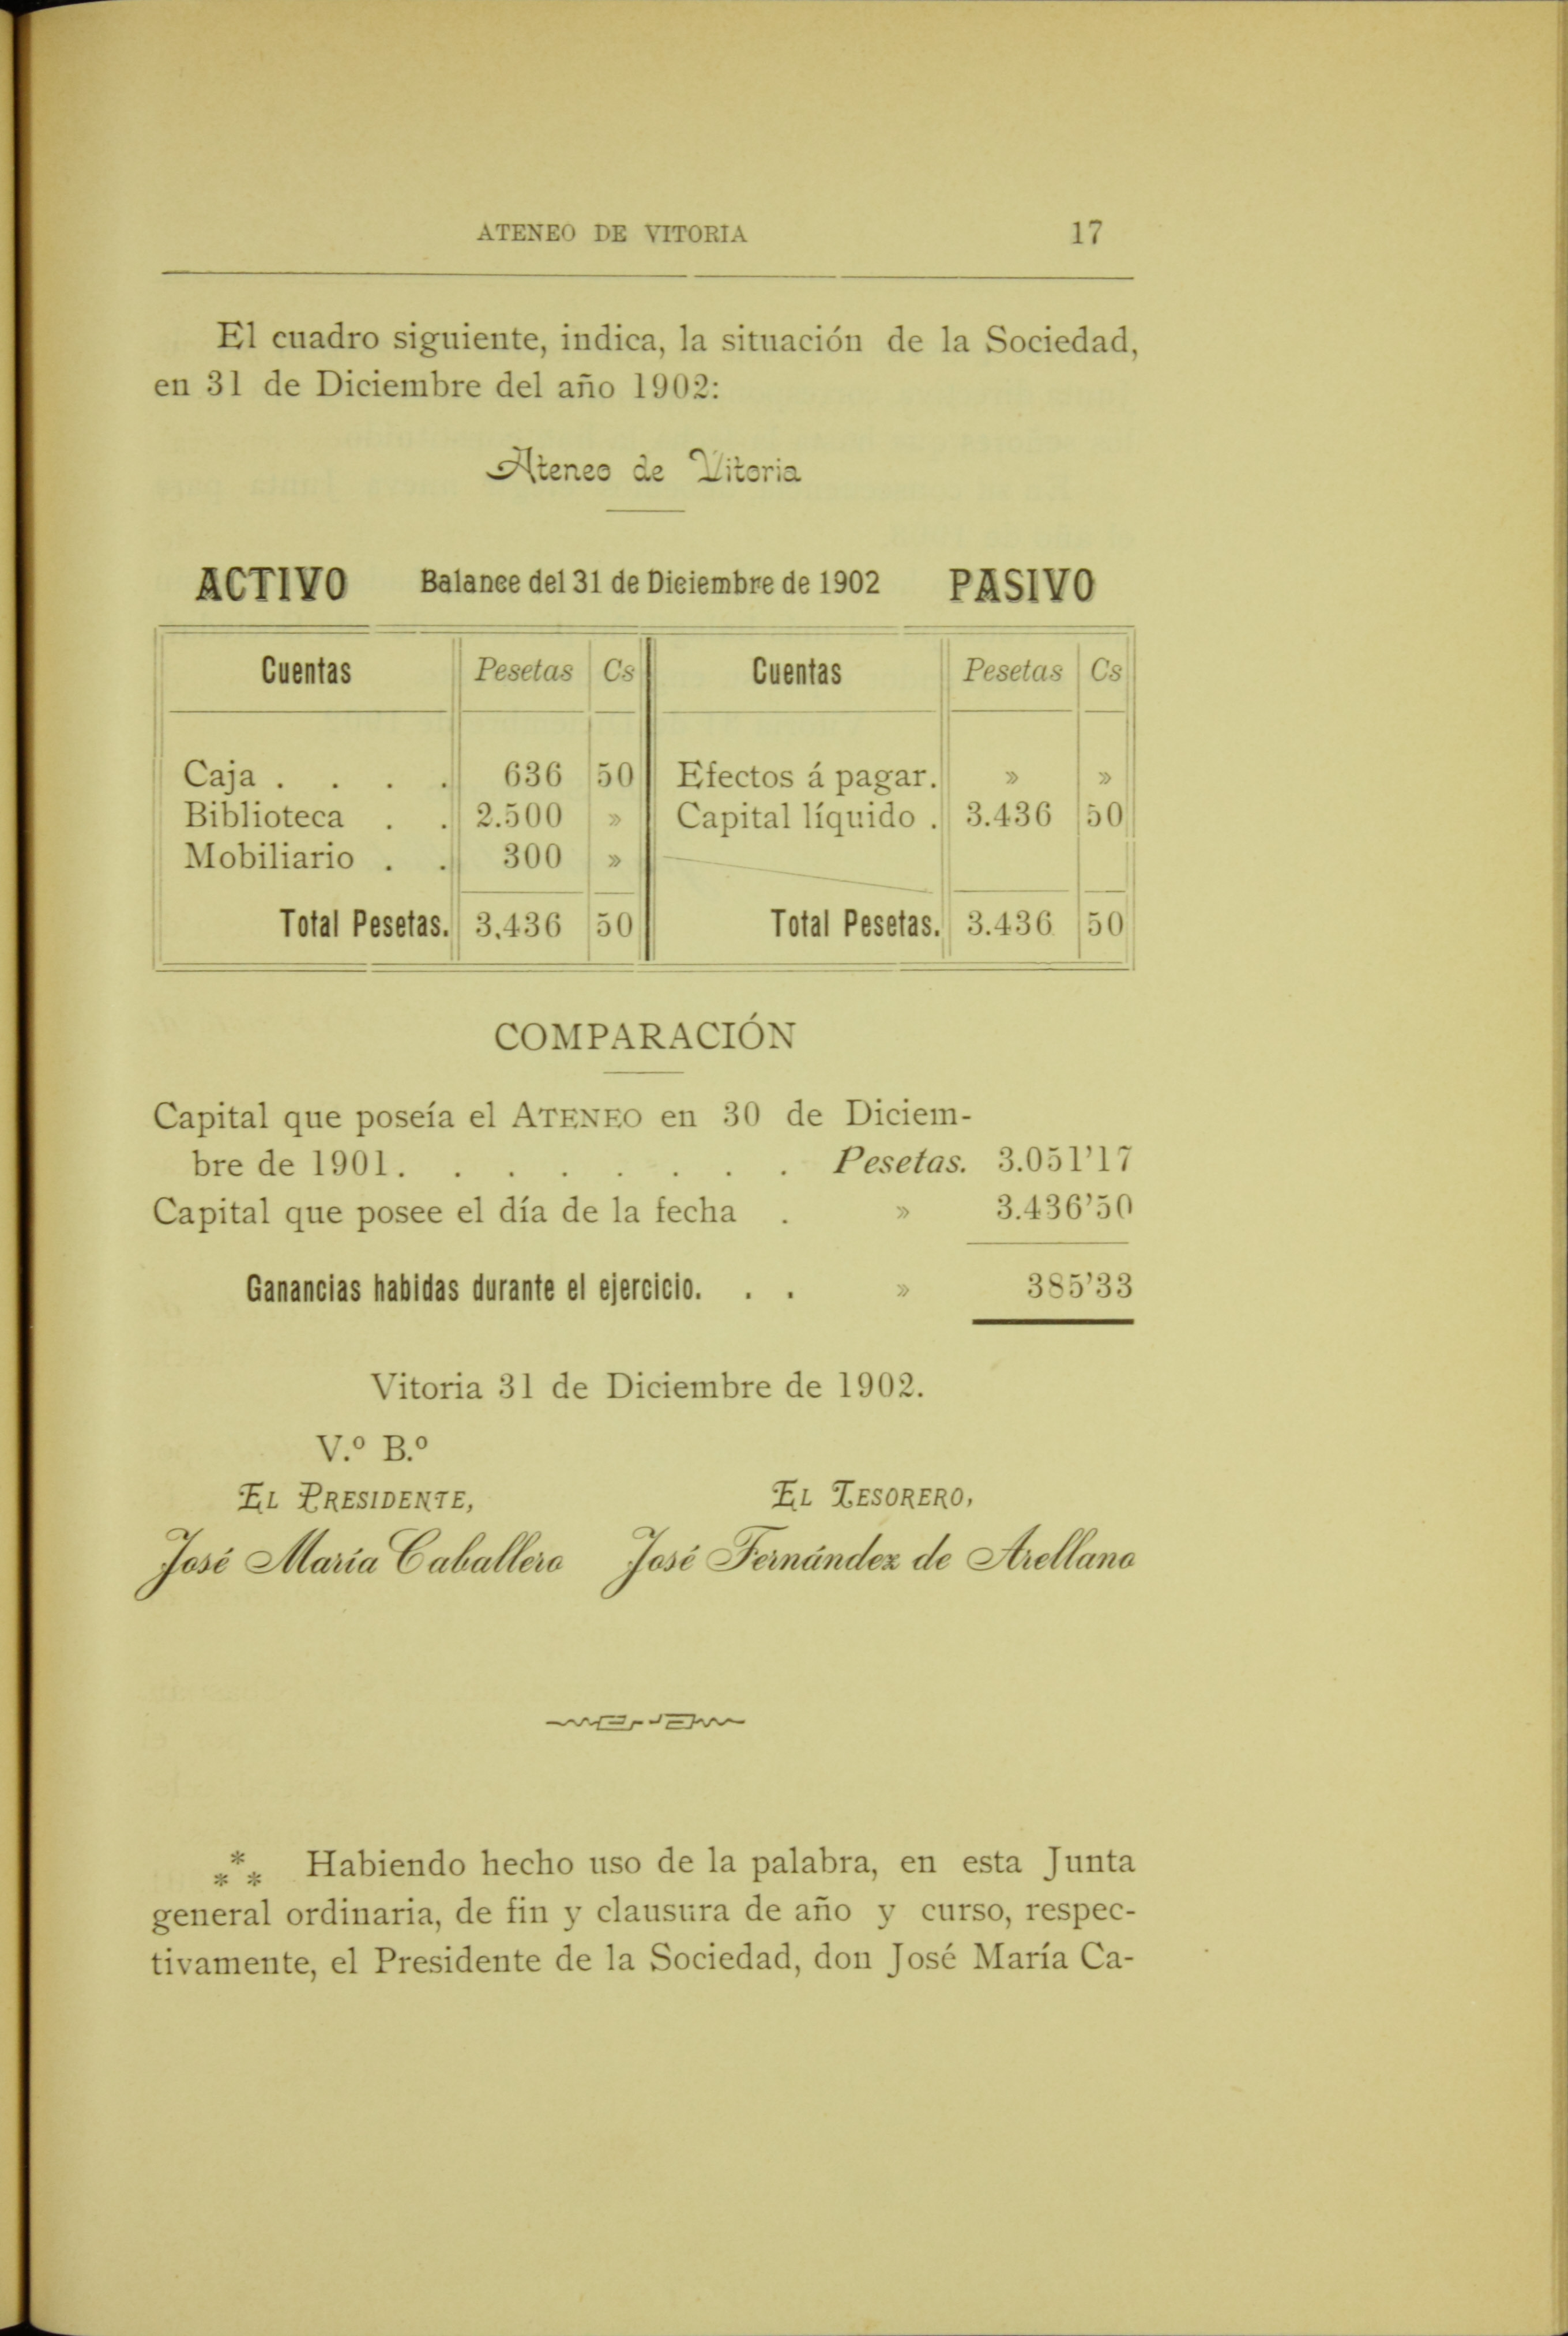 ATENEO DE VITORIA 17
El cuadro siguiente, indica, la situación de la Sociedad,
en 31 de Diciembre del año 1902:
Ateneo de Vitoria
ACTIVO Balance del 31 de Diciembre de 1902 PASIVO
Cuentas Pesetas Cs Cuentas Pesetas Cs
Caja . . . . 636 50 Efectos á pagar. » »
Biblioteca . . 2.500 » Capital líquido . 3.436 50
Mobiliario . . 300 »
Total Pesetas. 3.436 50 Total Pesetas. 3.436 50
COMPARACIÓN
Capital que poseía el ATENEO en 30 de Diciem-
bre de 1901. . . . . . . . Pesetas. 3.051'17
Capital que posee el día de la fecha . » 3.436'50
Ganancias habidas durante el ejercicio. . . » 385'33
Vitoria 31 de Diciembre de 1902.
V.º B.º
EL PRESIDENTE, EL TESORERO,
José María Caballero José Fernández de Arellano
*** Habiendo hecho uso de la palabra, en esta Junta
general ordinaria, de fin y clausura de año y curso, respec-
tivamente, el Presidente de la Sociedad, don José María Ca-